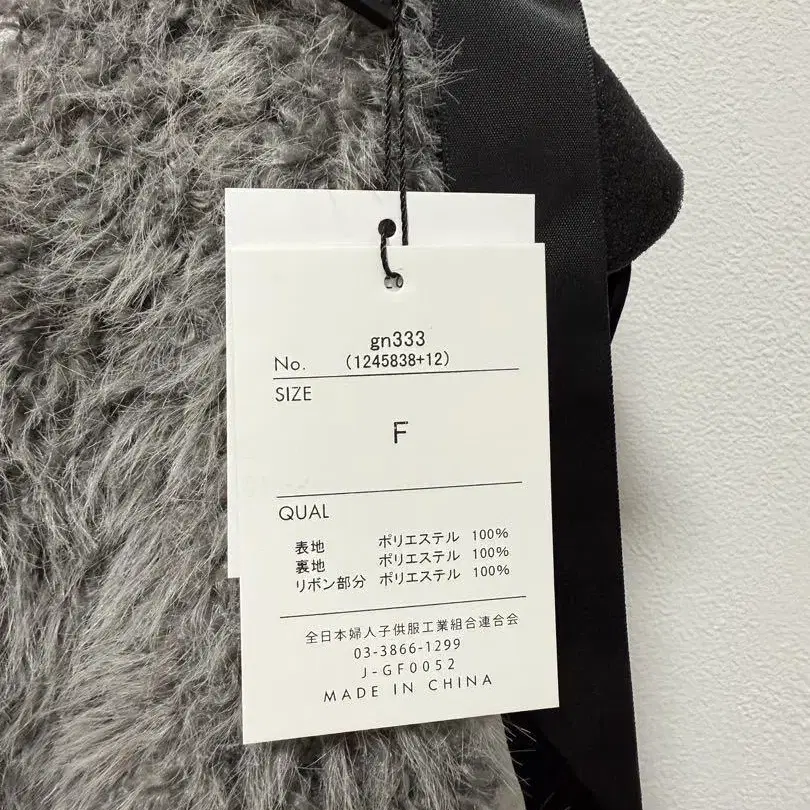 gn333
No. (1245838+12)
SIZE
F
QUAL
表地 ポリエステル 100%
裏地 ポリエステル 100%
リボン部分 ポリエステル 100%
全日本婦人子供服工業組合連合会
03-3866-1299
J-GF0052
MADE IN CHINA